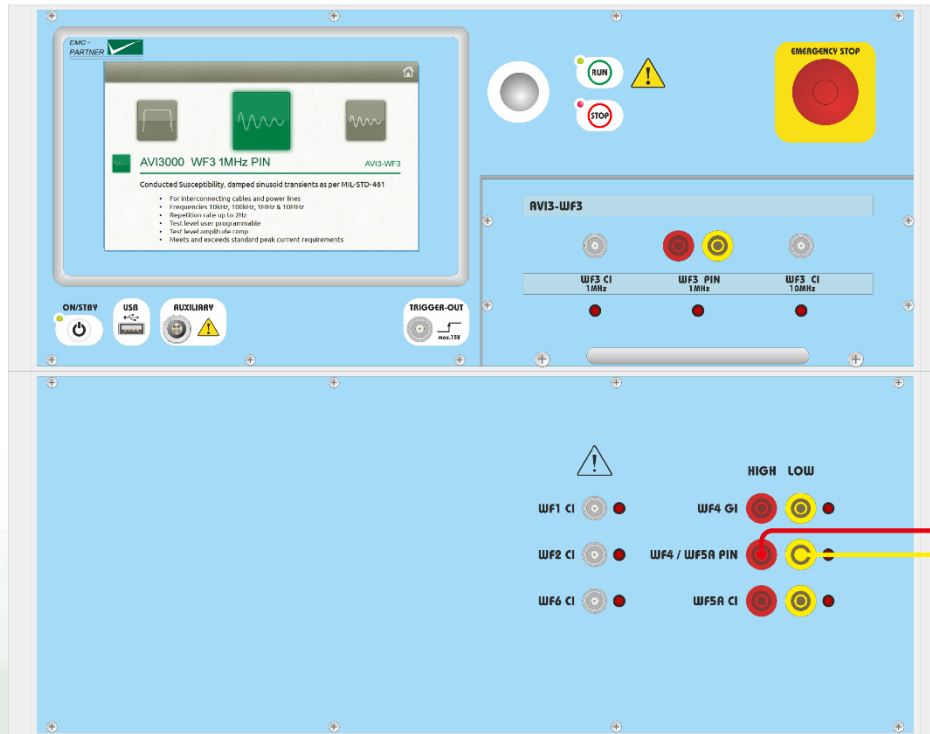 EMC-
PARTNER
AVI3000 WF3 1MHz PIN
AVI3-WF3
Conducted Susceptibility, damped sinusoid transients as per MIL-STD-461
• For interconnecting cables and power lines
• Frequencies 10kHz, 100kHz, 1MHz & 10MHz
• Repetition rate up to 2Hz
• Test level user programmable
• Test level amplitude ramp
• Meets and exceeds standard peak current requirements
ON/STBY
USB
AUXILIARY
TRIGGER-OUT
max.15V
RUN
STOP
EMERGENCY STOP
AVI3-WF3
WF3 CI
1MHz
WF3 PIN
1MHz
WF3 CI
10MHz
HIGH LOW
WF1 CI
WF4 GI
WF2 CI
WF4 / WF5A PIN
WF6 CI
WF5A CI